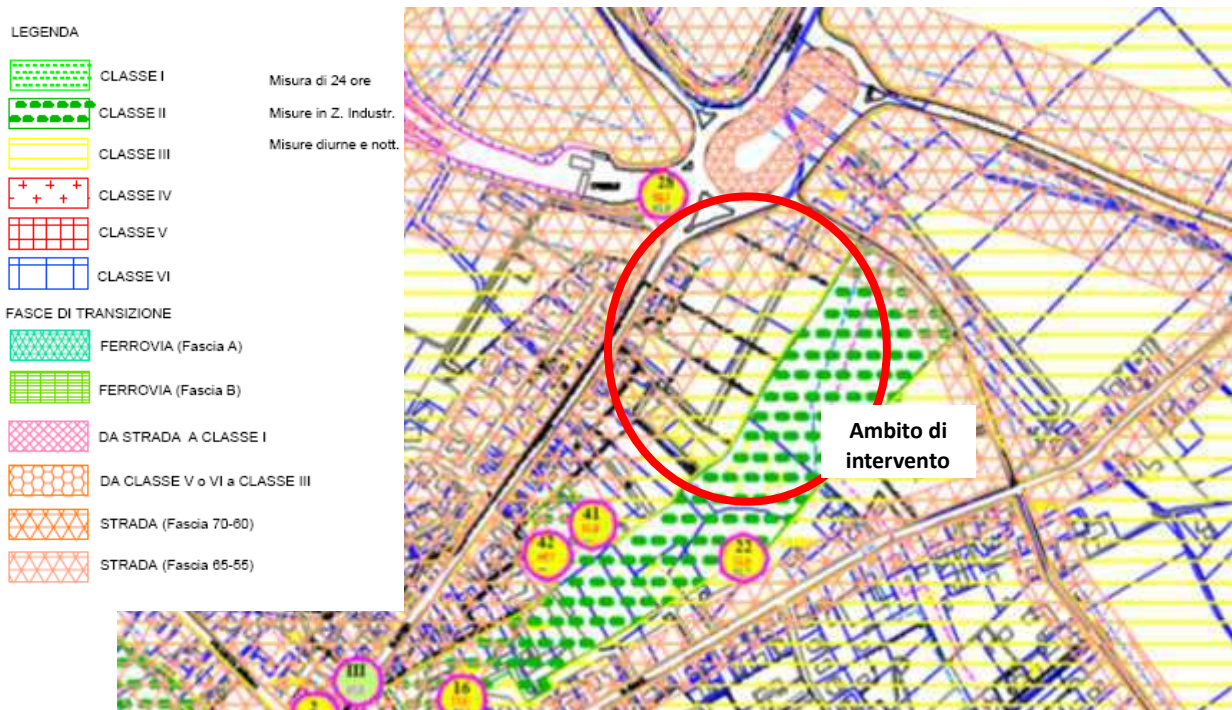 LEGENDA
CLASSE I
CLASSE II
CLASSE III
CLASSE IV
CLASSE V
CLASSE VI
Misura di 24 ore
Misure in Z. Industr.
Misure diurne e nott.
FASCE DI TRANSIZIONE
FERROVIA (Fascia A)
FERROVIA (Fascia B)
DA STRADA A CLASSE I
DA CLASSE V o VI a CLASSE III
STRADA (Fascia 70-60)
STRADA (Fascia 65-55)
28
Ambito di
intervento
41
42
22
III
16
2